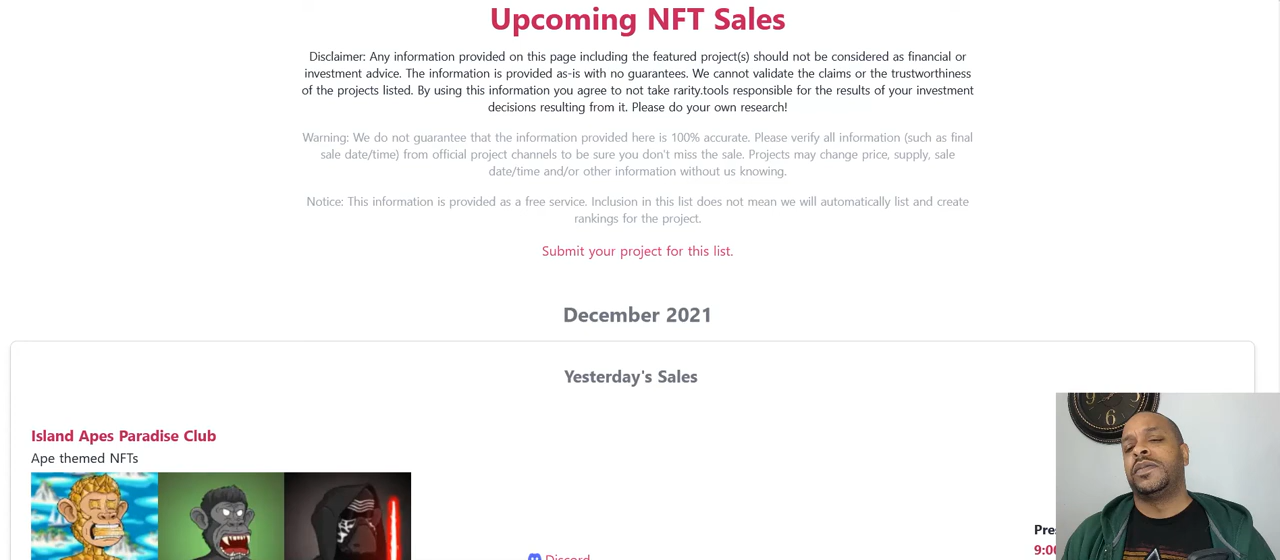 Upcoming NFT Sales
Disclaimer: Any information provided on this page including the featured project(s) should not be considered as financial or
investment advice. The information is provided as-is with no guarantees. We cannot validate the claims or the trustworthiness
of the projects listed. By using this information you agree to not take rarity.tools responsible for the results of your investment
decisions resulting from it. Please do your own research!
Warning: We do not guarantee that the information provided here is 100% accurate. Please verify all information (such as final
sale date/time) from official project channels to be sure you don't miss the sale. Projects may change price, supply, sale
date/time and/or other information without us knowing.
Notice: This information is provided as a free service. Inclusion in this list does not mean we will automatically list and create
rankings for the project.
Submit your project for this list.
December 2021
Yesterday's Sales
Island Apes Paradise Club
Ape themed NFTs
Discord